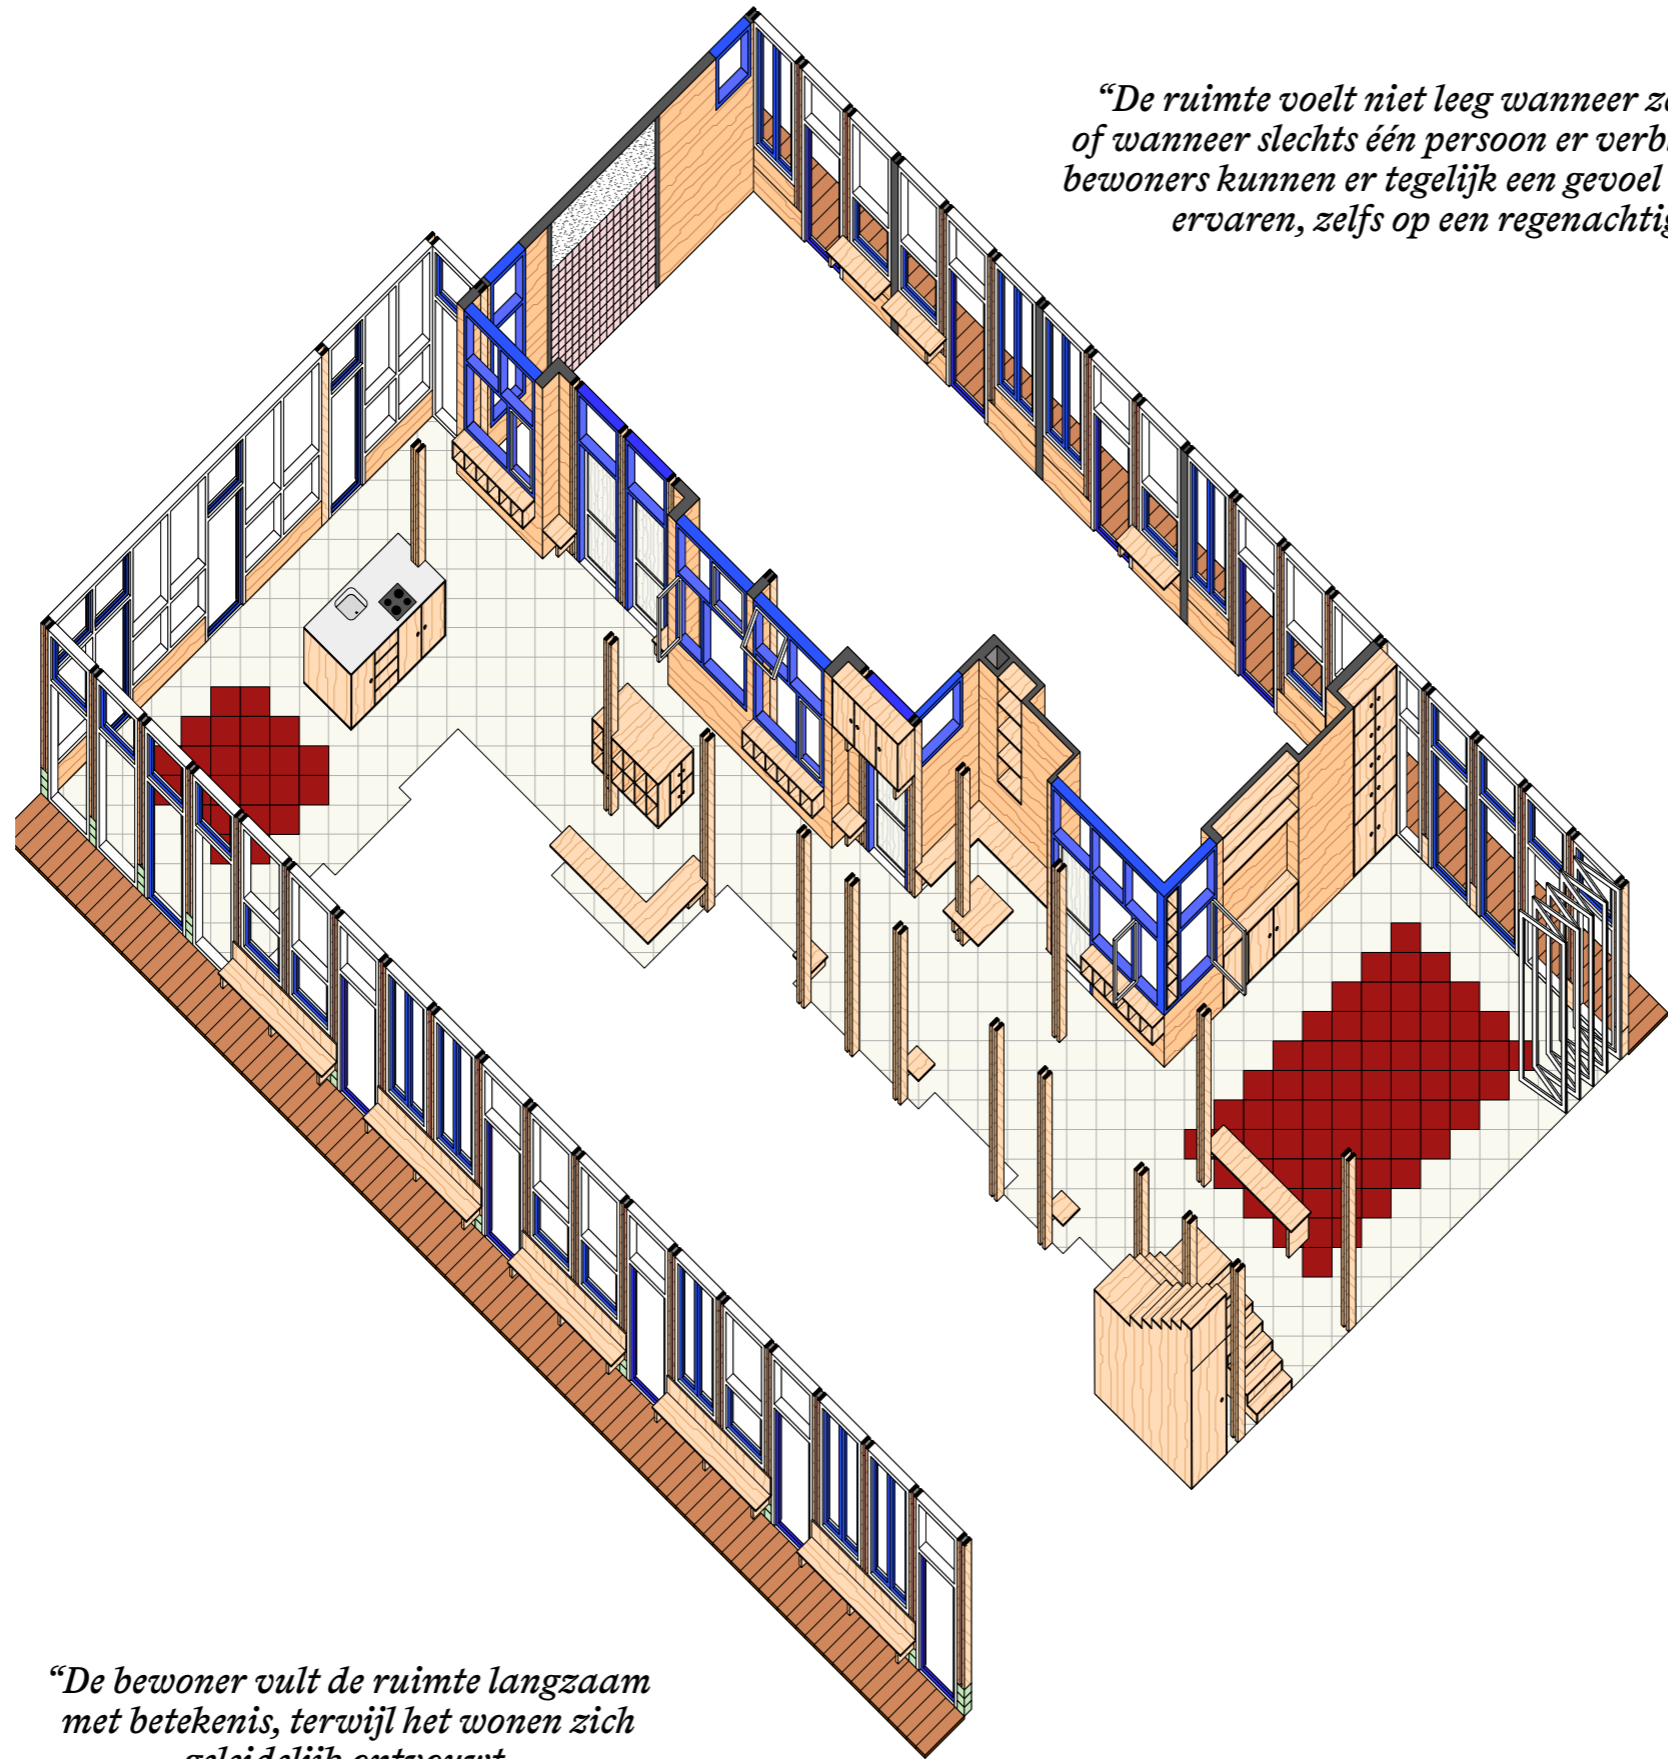 “De ruimte voelt niet leeg wanneer
of wanneer slechts één persoon er
bewoners kunnen er tegelijk een gevoel
ervaren, zelfs op een
“De bewoner vult de ruimte langzaam
met betekenis, terwijl het wonen zich